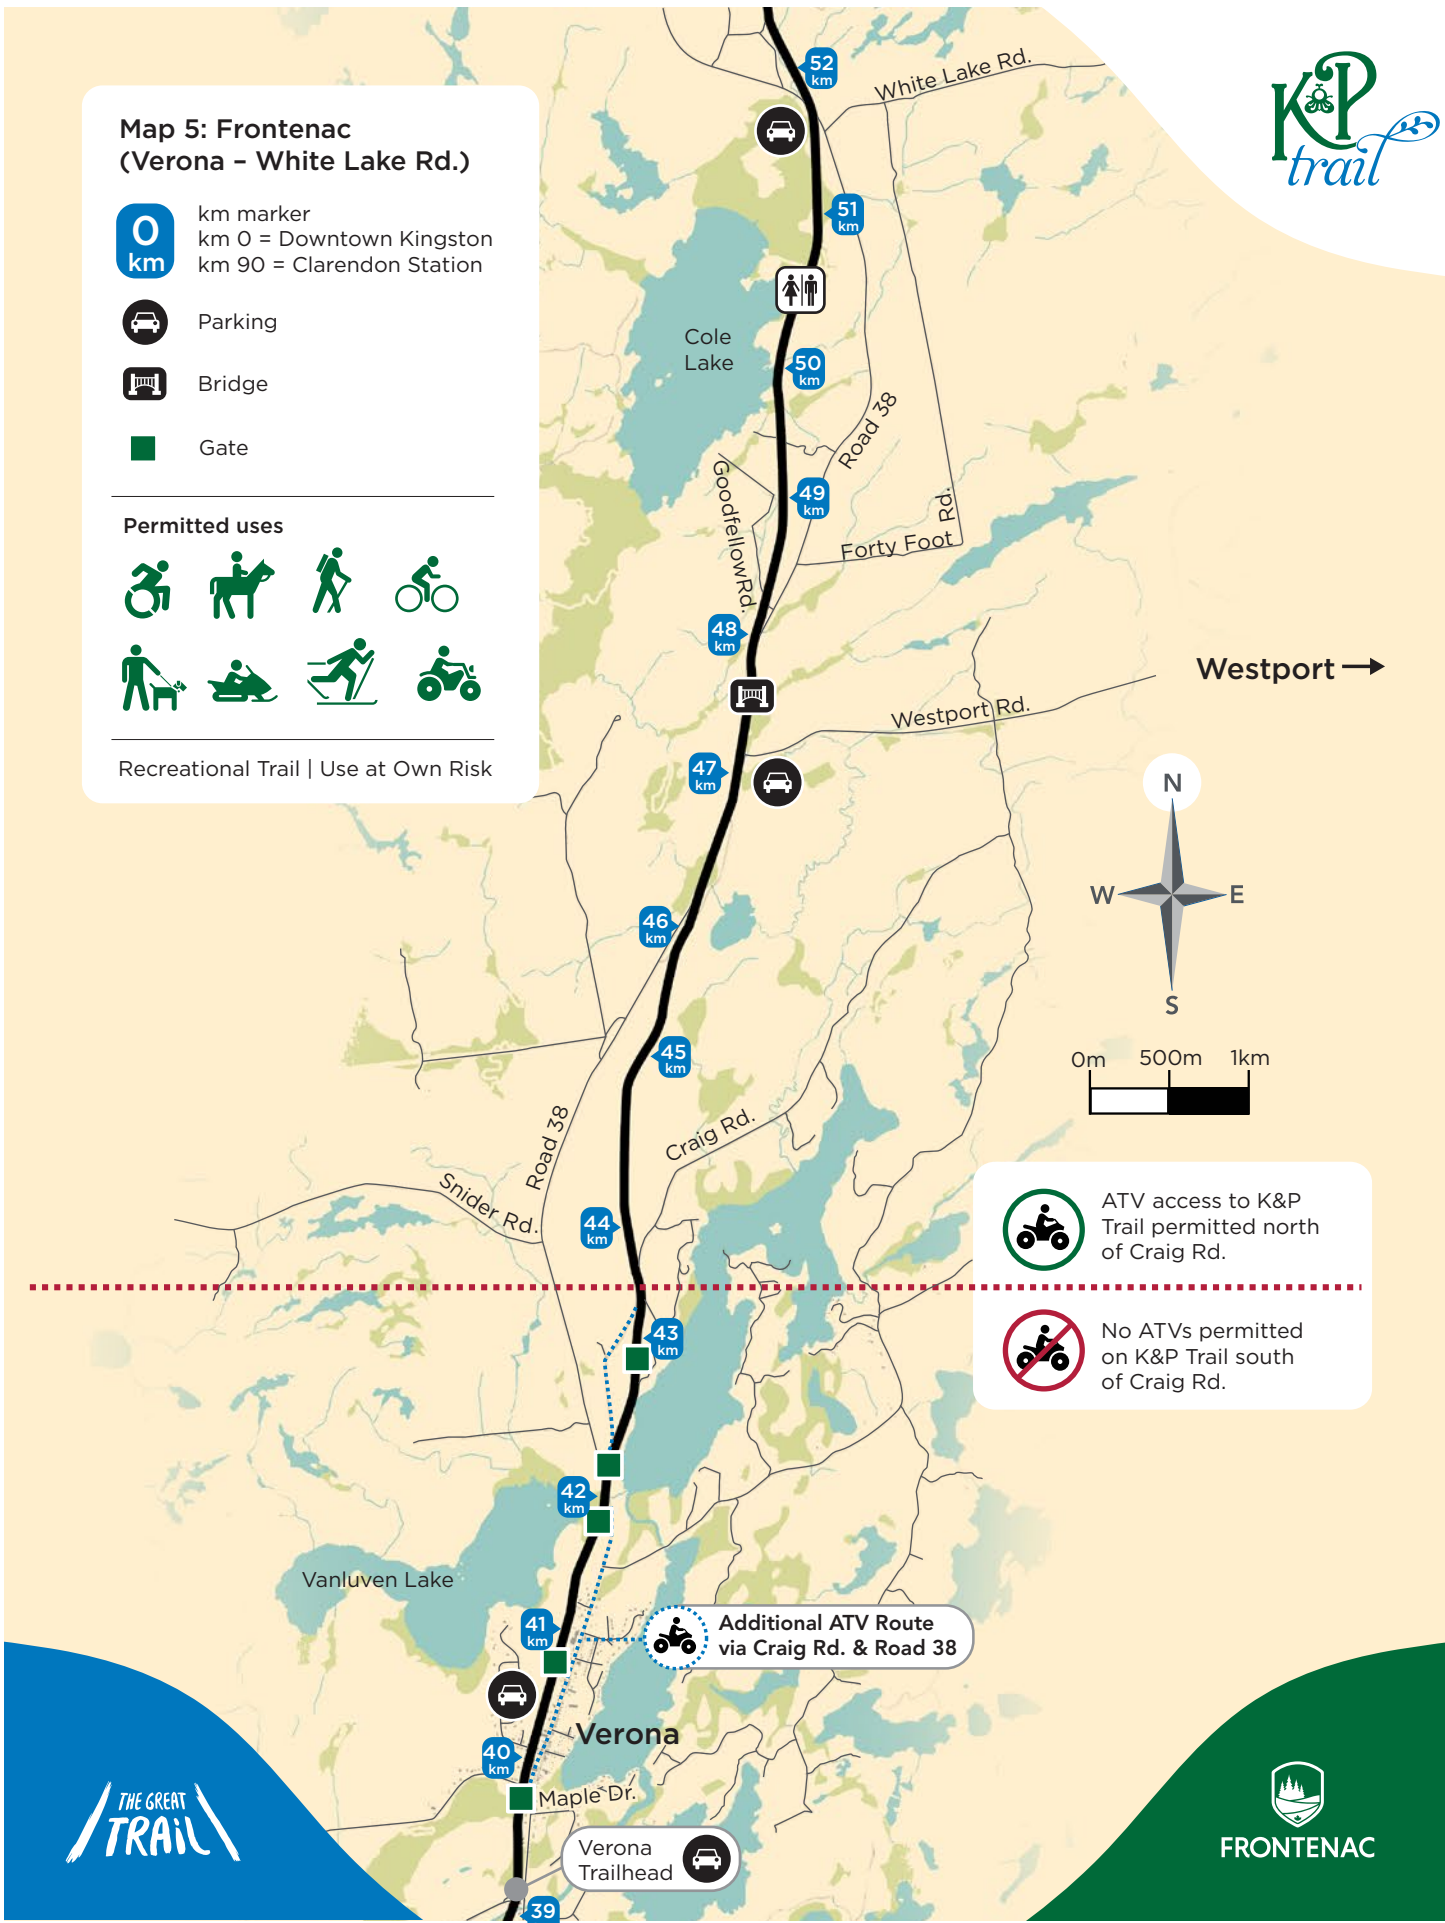 Map 5: Frontenac
(Verona – White Lake Rd.)
0
km
km marker
km 0 = Downtown Kingston
km 90 = Clarendon Station
Parking
Bridge
Gate
Permitted uses
Recreational Trail | Use at Own Risk
K&P
trail
52
km
White Lake Rd.
51
km
Cole
Lake
50
km
Road 38
49
km
Goodfellow Rd.
Forty Foot Rd.
48
km
Westport
Westport Rd.
47
km
N
W
E
S
46
km
45
km
0m 500m 1km
Road 38
Craig Rd.
Snider Rd.
44
km
ATV access to K&P
Trail permitted north
of Craig Rd.
43
km
No ATVs permitted
on K&P Trail south
of Craig Rd.
42
km
Vanluven Lake
41
km
Additional ATV Route
via Craig Rd. & Road 38
Verona
40
km
Maple Dr.
Verona
Trailhead
39
THE GREAT
TRAIL
FRONTENAC